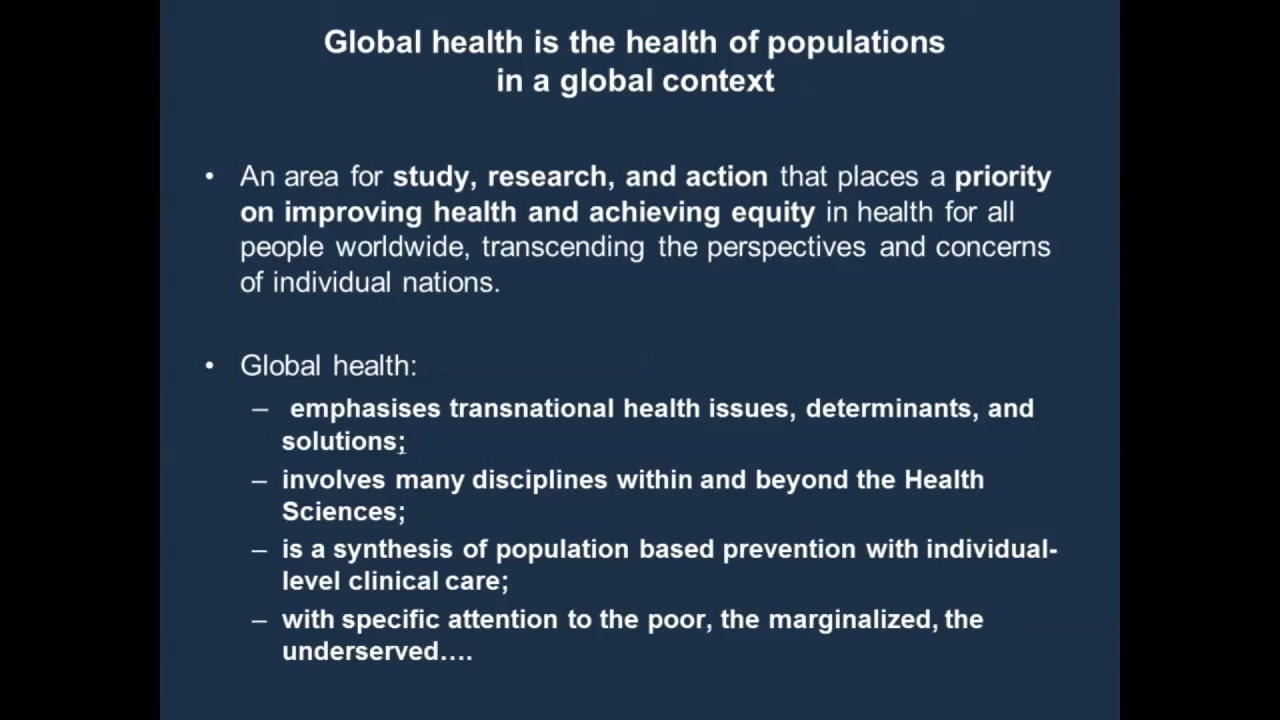 Global health is the health of populations
in a global context
• An area for study, research, and action that places a priority
on improving health and achieving equity in health for all
people worldwide, transcending the perspectives and concerns
of individual nations.
• Global health:
– emphasises transnational health issues, determinants, and
solutions;
– involves many disciplines within and beyond the Health
Sciences;
– is a synthesis of population based prevention with individual-
level clinical care;
– with specific attention to the poor, the marginalized, the
underserved….